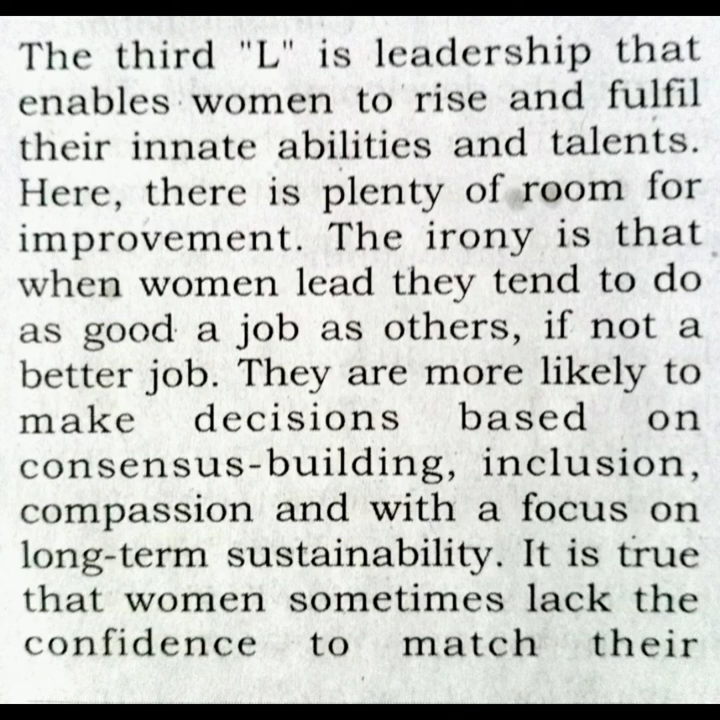 The third "L" is leadership that
enables women to rise and fulfil
their innate abilities and talents.
Here, there is plenty of room for
improvement. The irony is that
when women lead they tend to do
as good a job as others, if not a
better job. They are more likely to
make decisions based on
consensus-building, inclusion,
compassion and with a focus on
long-term sustainability. It is true
that women sometimes lack the
confidence to match their